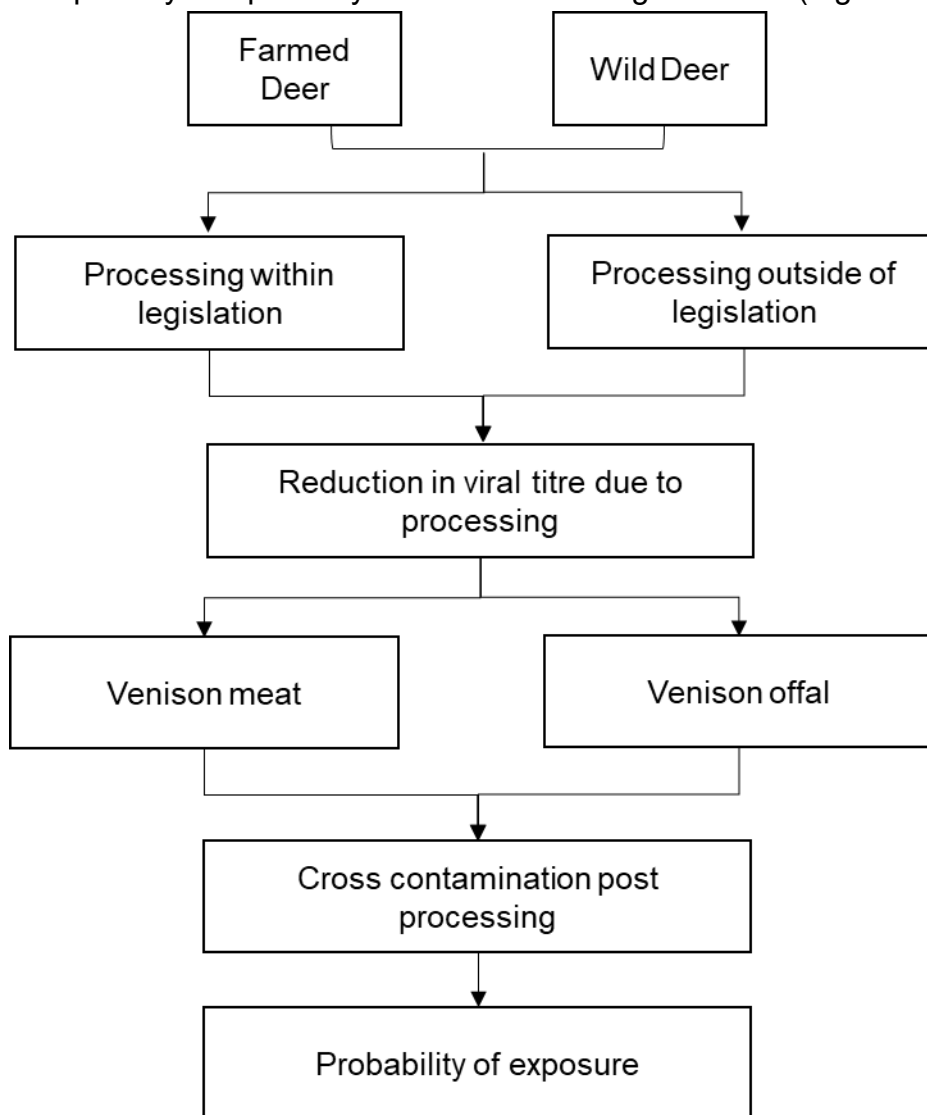 Farmed
Deer
Wild Deer
Processing within
legislation
Processing outside of
legislation
Reduction in viral titre due to
processing
Venison meat
Venison offal
Cross contamination post
processing
Probability of exposure